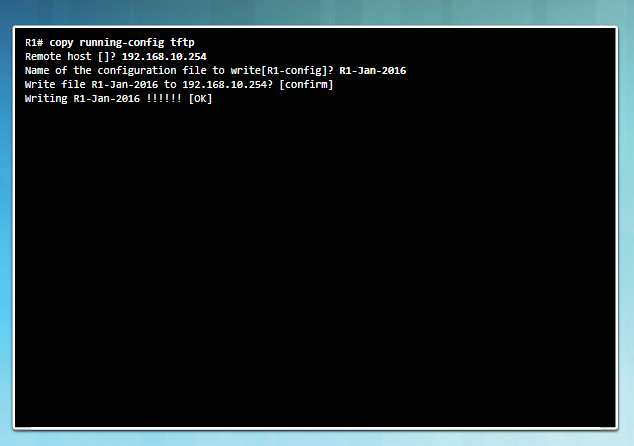 R1# copy running-config tftp
Remote host []? 192.168.10.254
Name of the configuration file to write[R1-config]? R1-Jan-2016
Write file R1-Jan-2016 to 192.168.10.254? [confirm]
Writing R1-Jan-2016 !!!!!! [OK]